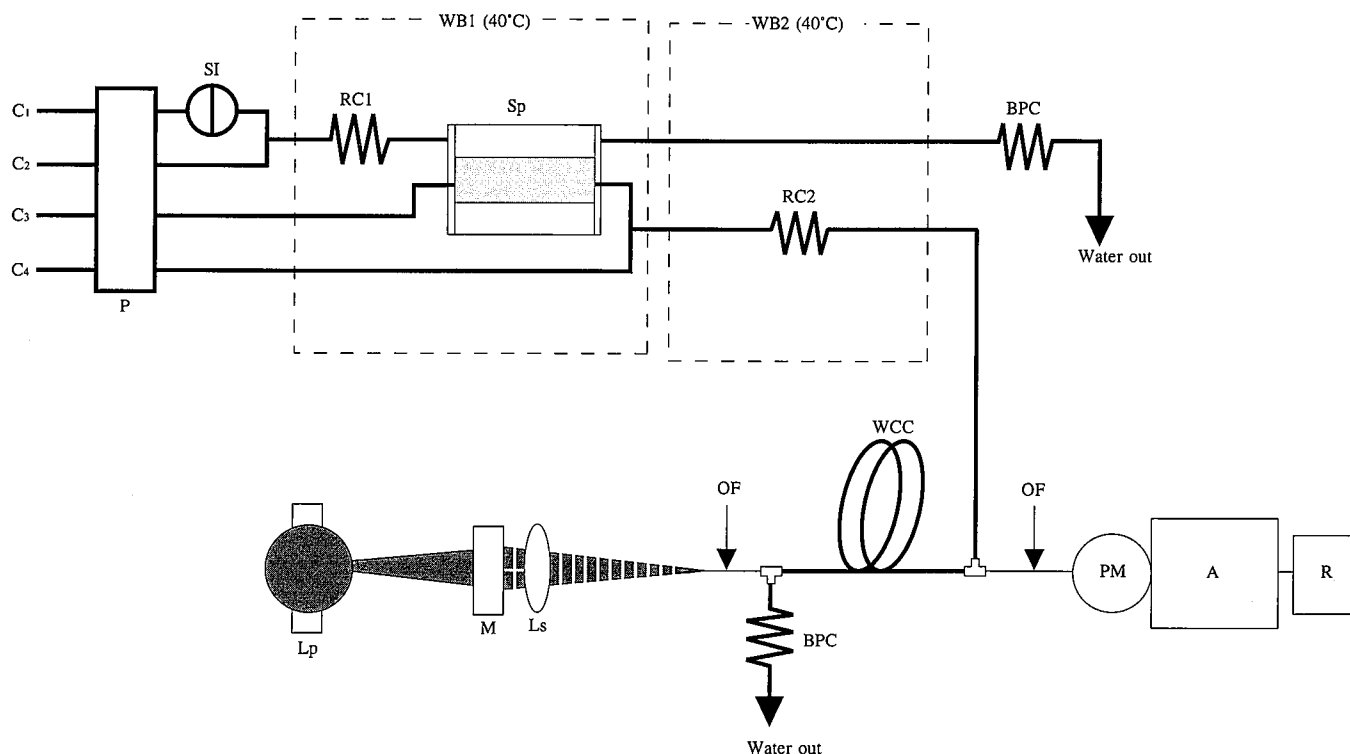 WB1 (40°C)
WB2 (40°C)
SI
RC1
Sp
BPC
C1
C2
C3
RC2
C4
Water out
P
WCC
OF
OF
PM
A
R
M
Ls
Lp
BPC
Water out